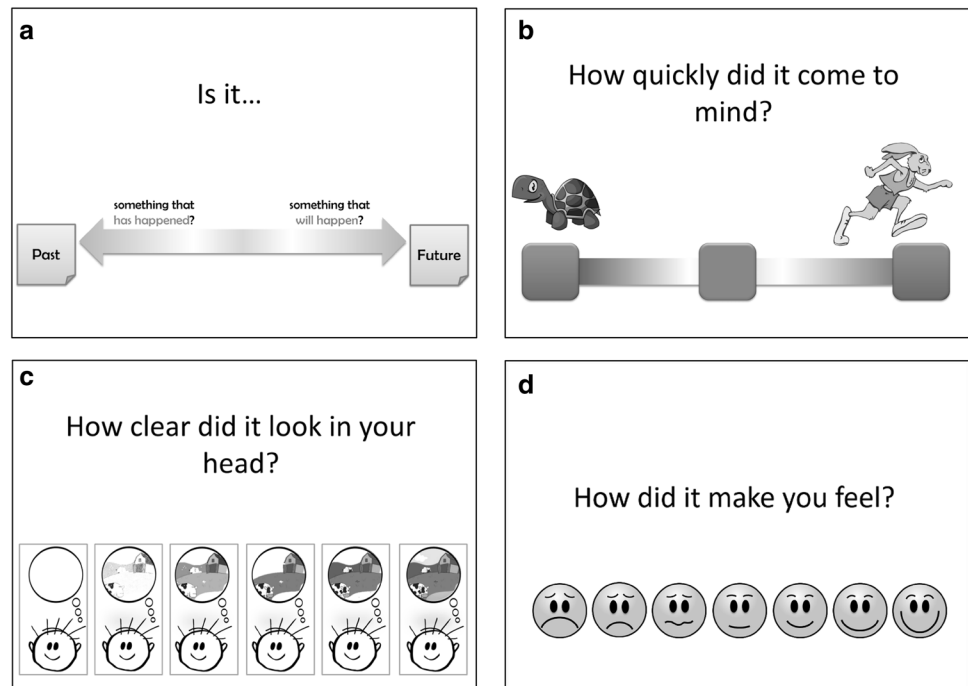 a
Is it...
something that
has happened?
something that
will happen?
Past
Future
b
How quickly did it come to
mind?
c
How clear did it look in your
head?
d
How did it make you feel?